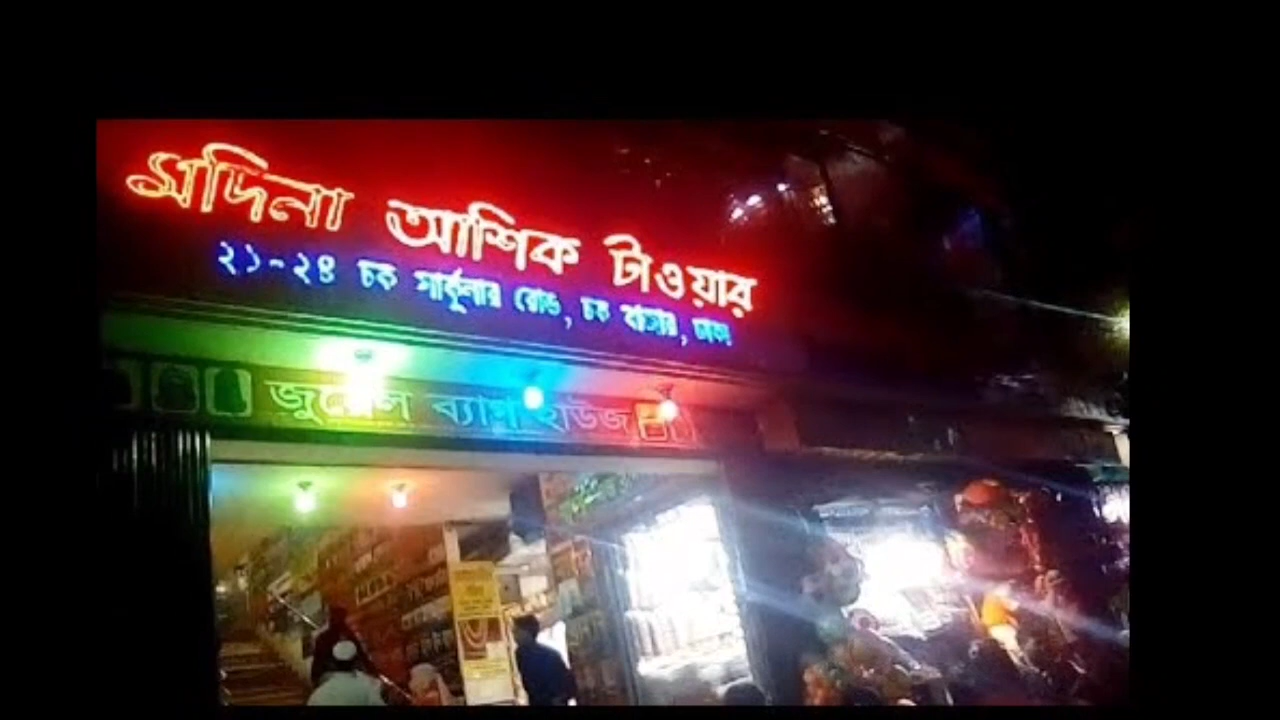 মদিনা আশিক টাওয়ার
২১-২৪ চক সার্কুলার রোড, চক বাজার, ঢাকা
জুয়েল ব্যাগ হাউজ